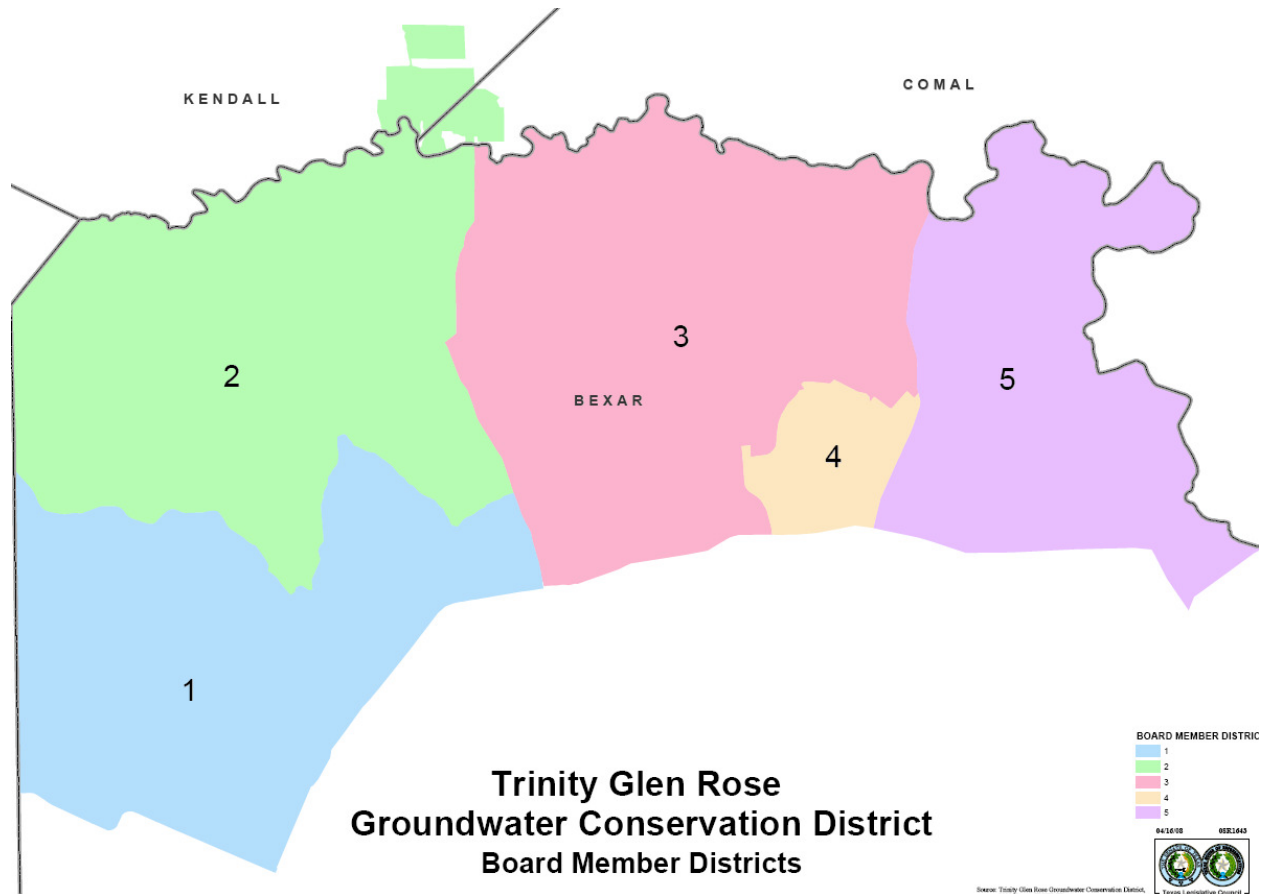 KENDALL
COMAL
3
2
5
BEXAR
4
1
BOARD MEMBER DISTRIC
1
2
3
4
5
Trinity Glen Rose
Groundwater Conservation District
Board Member Districts
04/16/08 08R1643
Texas Legislative Council
Source: Trinity Glen Rose Groundwater Conservation District,